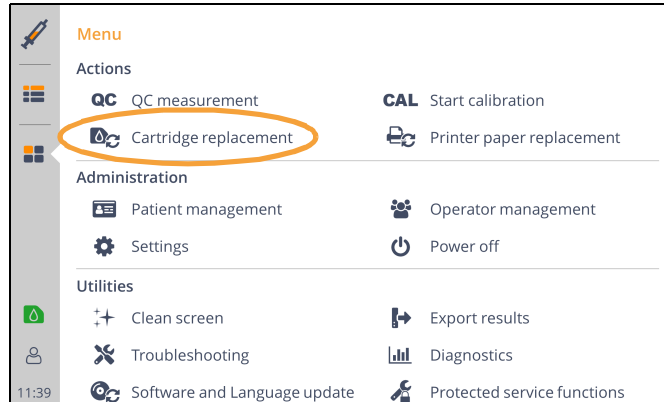 Menu
Actions
QC QC measurement
CAL Start calibration
Cartridge replacement
Printer paper replacement
Administration
Patient management
Operator management
Settings
Power off
Utilities
Clean screen
Export results
Troubleshooting
Diagnostics
11:39
Software and Language update
Protected service functions